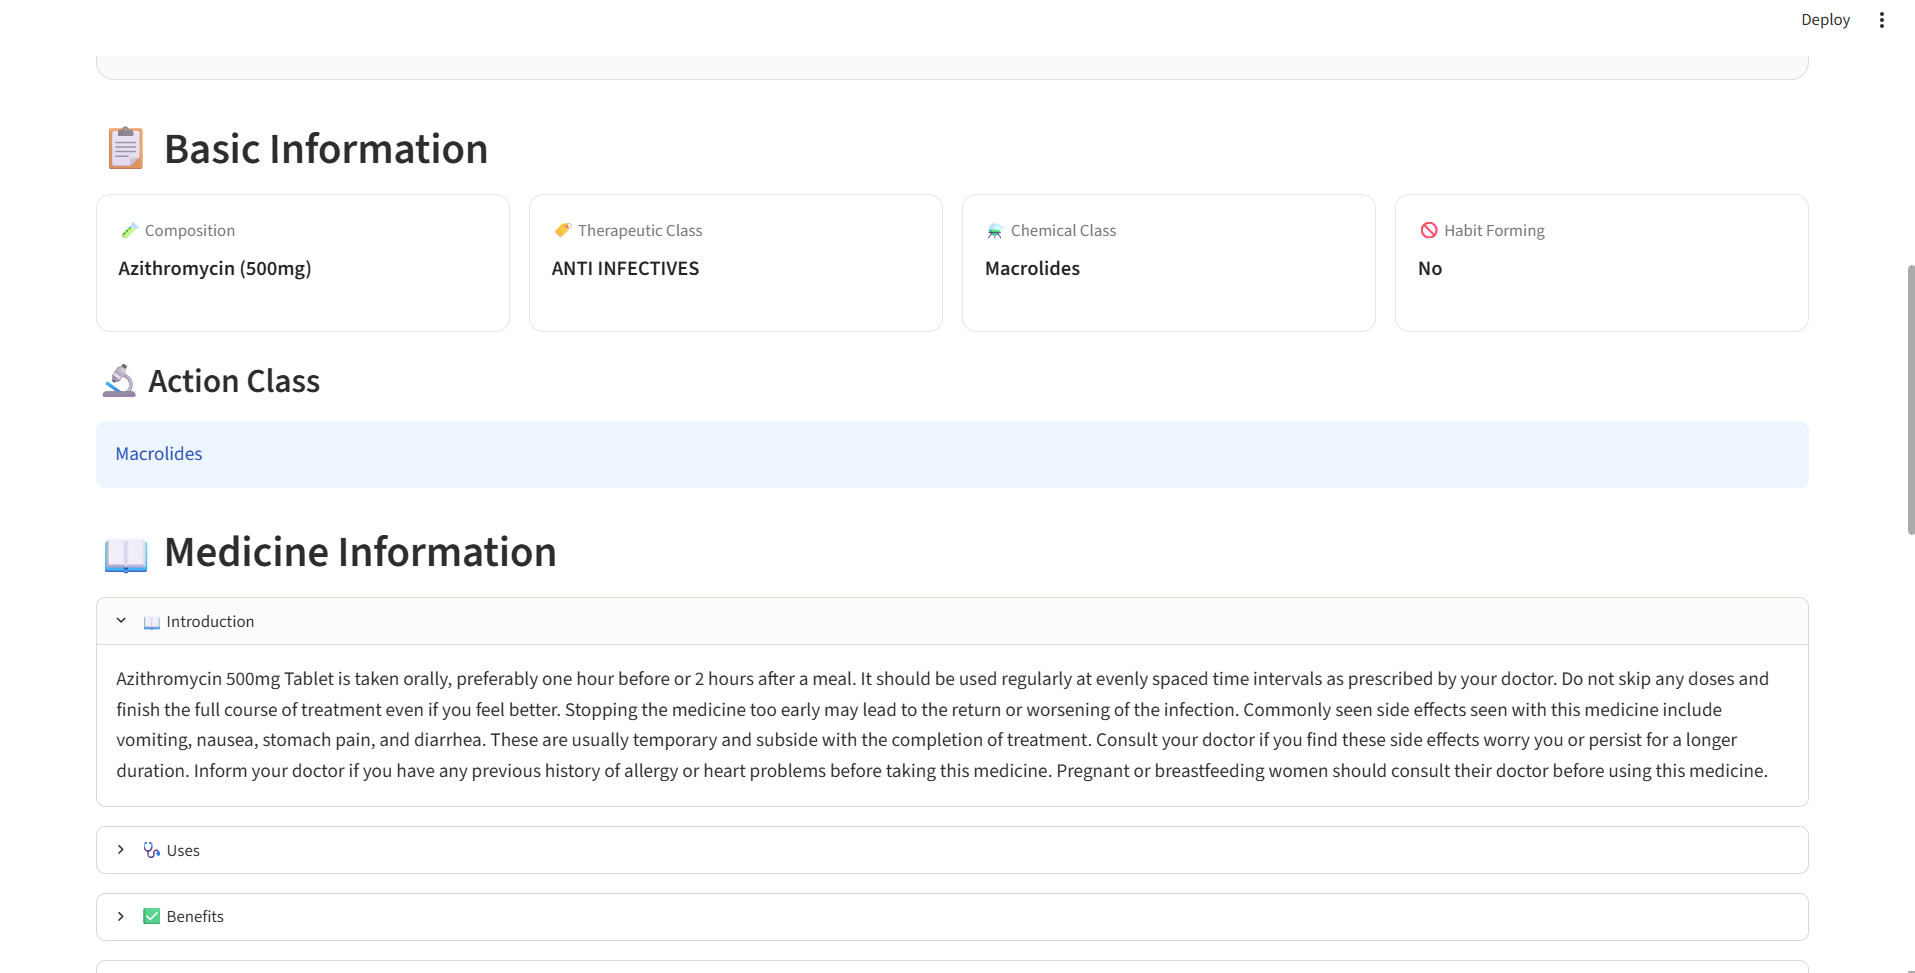 Deploy
Basic Information
Composition
Azithromycin (500mg)
Therapeutic Class
ANTI INFECTIVES
Chemical Class
Macrolides
Habit Forming
No
Action Class
Macrolides
Medicine Information
Introduction
Azithromycin 500mg Tablet is taken orally, preferably one hour before or 2 hours after a meal. It should be used regularly at evenly spaced time intervals as prescribed by your doctor. Do not skip any doses and
finish the full course of treatment even if you feel better. Stopping the medicine too early may lead to the return or worsening of the infection. Commonly seen side effects seen with this medicine include
vomiting, nausea, stomach pain, and diarrhea. These are usually temporary and subside with the completion of treatment. Consult your doctor if you find these side effects worry you or persist for a longer
duration. Inform your doctor if you have any previous history of allergy or heart problems before taking this medicine. Pregnant or breastfeeding women should consult their doctor before using this medicine.
Uses
Benefits